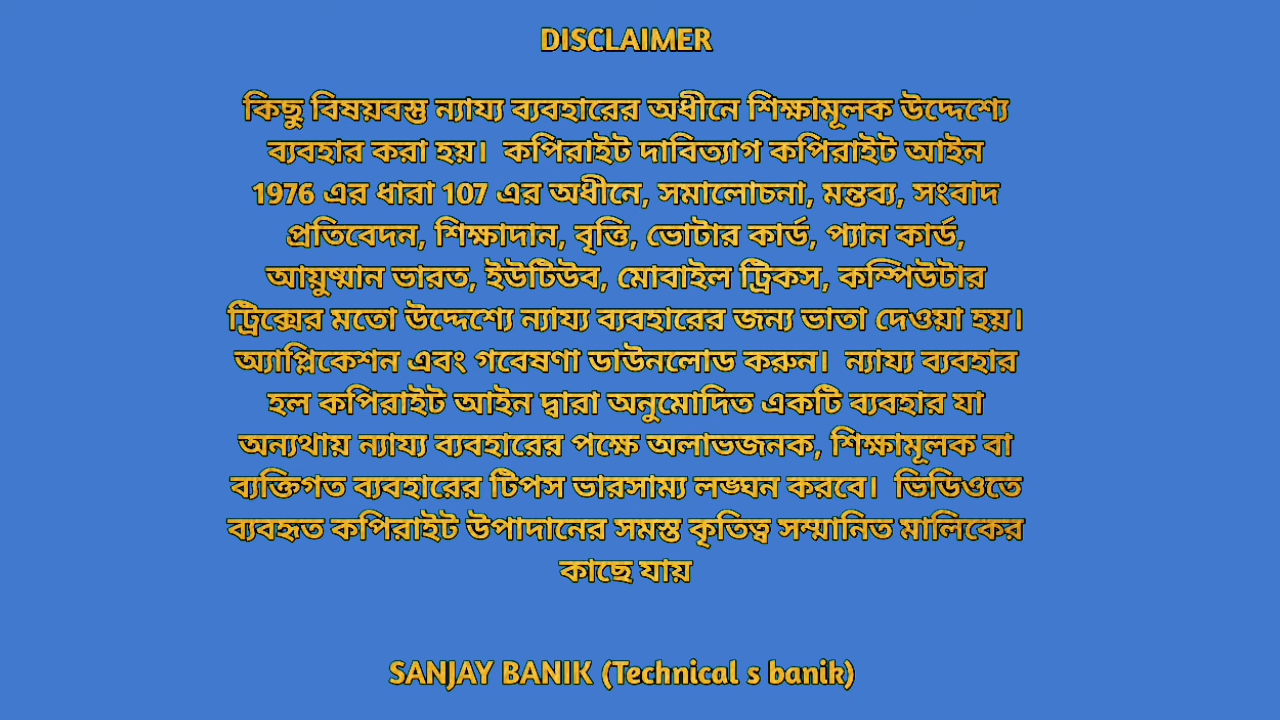 DISCLAIMER
কিছু বিষয়বস্তু ন্যায্য ব্যবহারের অধীনে শিক্ষামূলক উদ্দেশ্যে
ব্যবহার করা হয়। কপিরাইট দাবিত্যাগ কপিরাইট আইন
1976 এর ধারা 107 এর অধীনে, সমালোচনা, মন্তব্য, সংবাদ
প্রতিবেদন, শিক্ষাদান, বৃত্তি, ভোটার কার্ড, প্যান কার্ড,
আয়ুষ্মান ভারত, ইউটিউব, মোবাইল ট্রিকস, কম্পিউটার
ট্রিক্সের মতো উদ্দেশ্যে ন্যায্য ব্যবহারের জন্য ভাতা দেওয়া হয়।
অ্যাপ্লিকেশন এবং গবেষণা ডাউনলোড করুন। ন্যায্য ব্যবহার
হল কপিরাইট আইন দ্বারা অনুমোদিত একটি ব্যবহার যা
অন্যথায় ন্যায্য ব্যবহারের পক্ষে অলাভজনক, শিক্ষামূলক বা
ব্যক্তিগত ব্যবহারের টিপস ভারসাম্য লঙ্ঘন করবে। ভিডিওতে
ব্যবহৃত কপিরাইট উপাদানের সমস্ত কৃতিত্ব সম্মানিত মালিকের
কাছে যায়
SANJAY BANIK (Technical s banik)